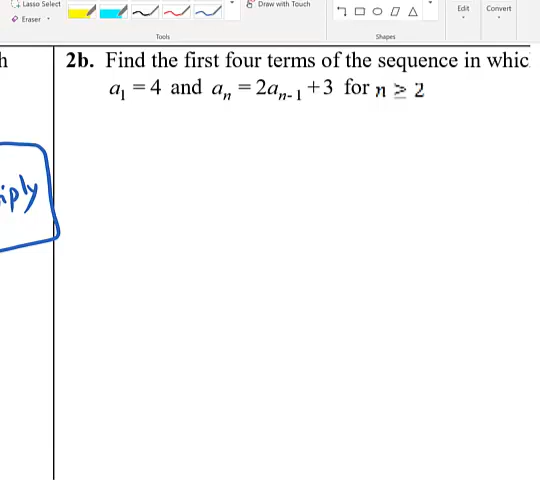 Lasso Select
Eraser
Draw with Touch
Edit
Convert
Tools
Shapes
h
2b. Find the first four terms of the sequence in whic
a₁ = 4 and aₙ = 2aₙ₋₁ + 3 for n ≥ 2
iply